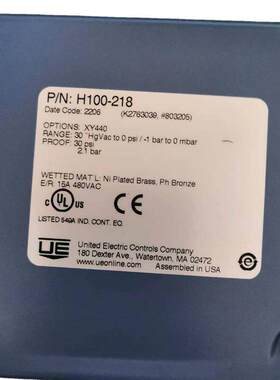 P/N: H100-218
Date Code: 2206 (K2763039, #803205)
OPTIONS: XY440
RANGE: 30 "HgVac to 0 psi / -1 bar to 0 mbar
PROOF: 30 psi
2.1 bar
WETTED MAT'L: Ni Plated Brass, Ph Bronze
E/R 15A 480VAC
C UL US CE
LISTED 549A IND. CONT. EQ.
UE
United Electric Controls Company
180 Dexter Ave., Watertown, MA 02472
www.ueonline.com Assembled in USA